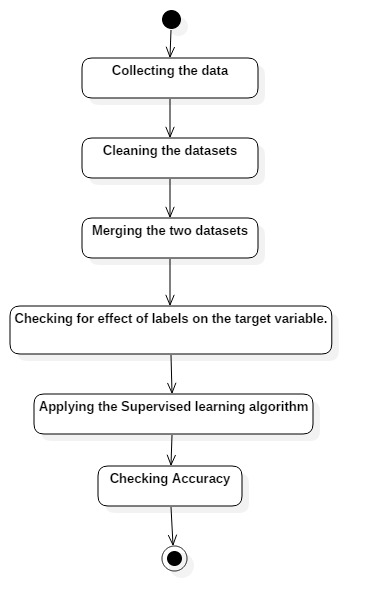 Collecting the data
Cleaning the datasets
Merging the two datasets
Checking for effect of labels on the target variable.
Applying the Supervised learning algorithm
Checking Accuracy